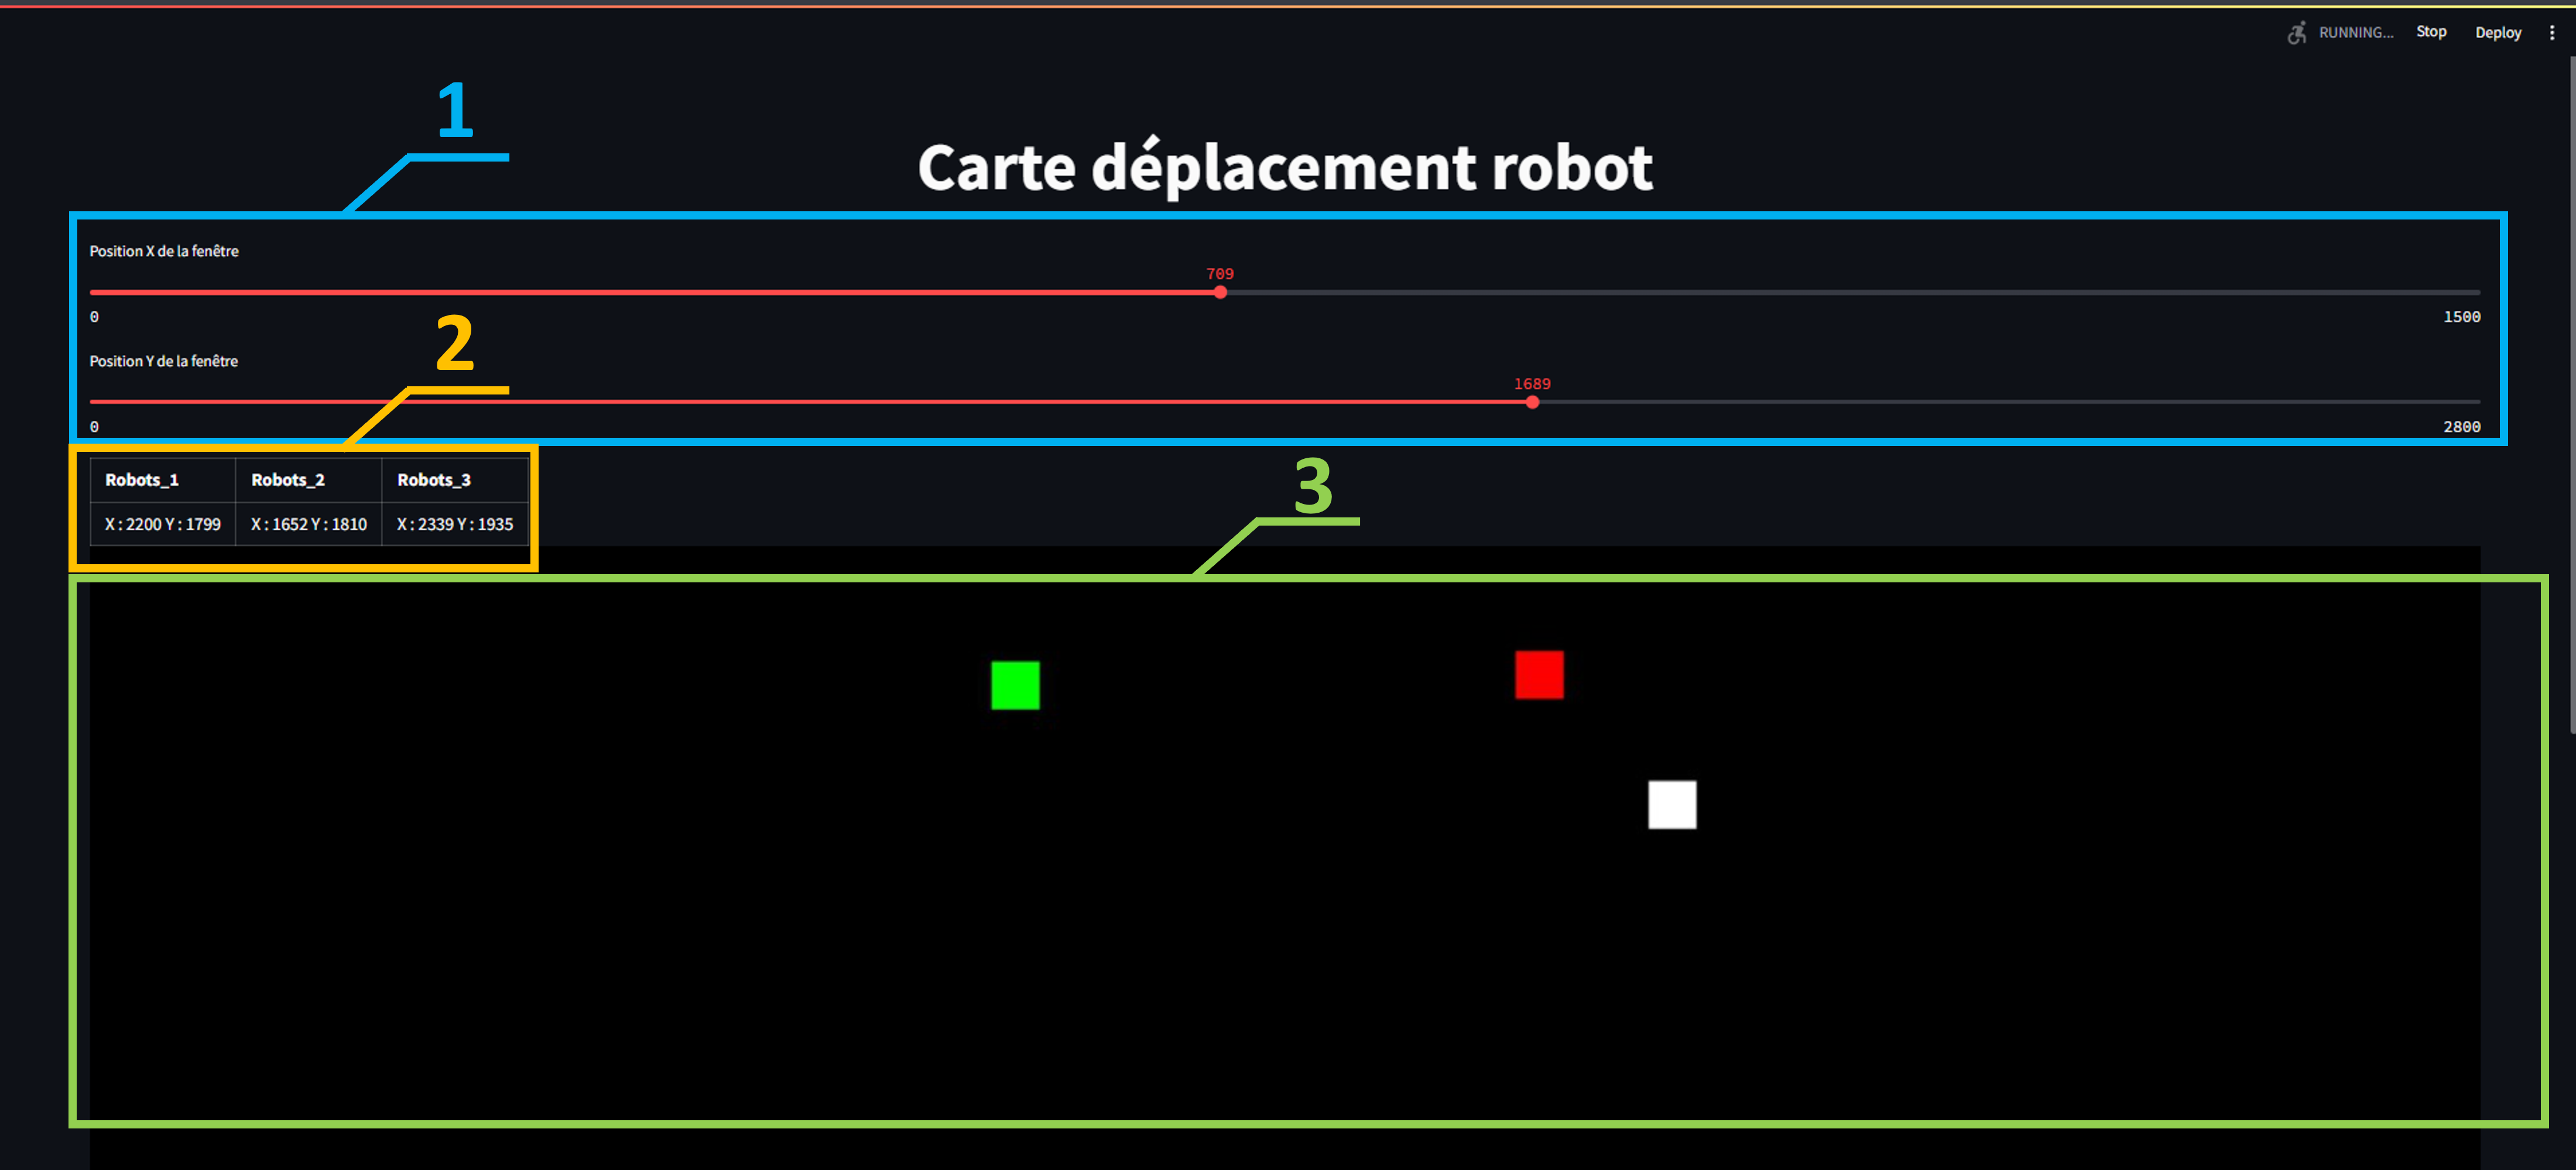 RUNNING... Stop Deploy
1
Carte déplacement robot
Position X de la fenêtre
709
0 1500
2
Position Y de la fenêtre
1689
0 2800
Robots_1 Robots_2 Robots_3
X : 2200 Y : 1799 X : 1652 Y : 1810 X : 2339 Y : 1935
3